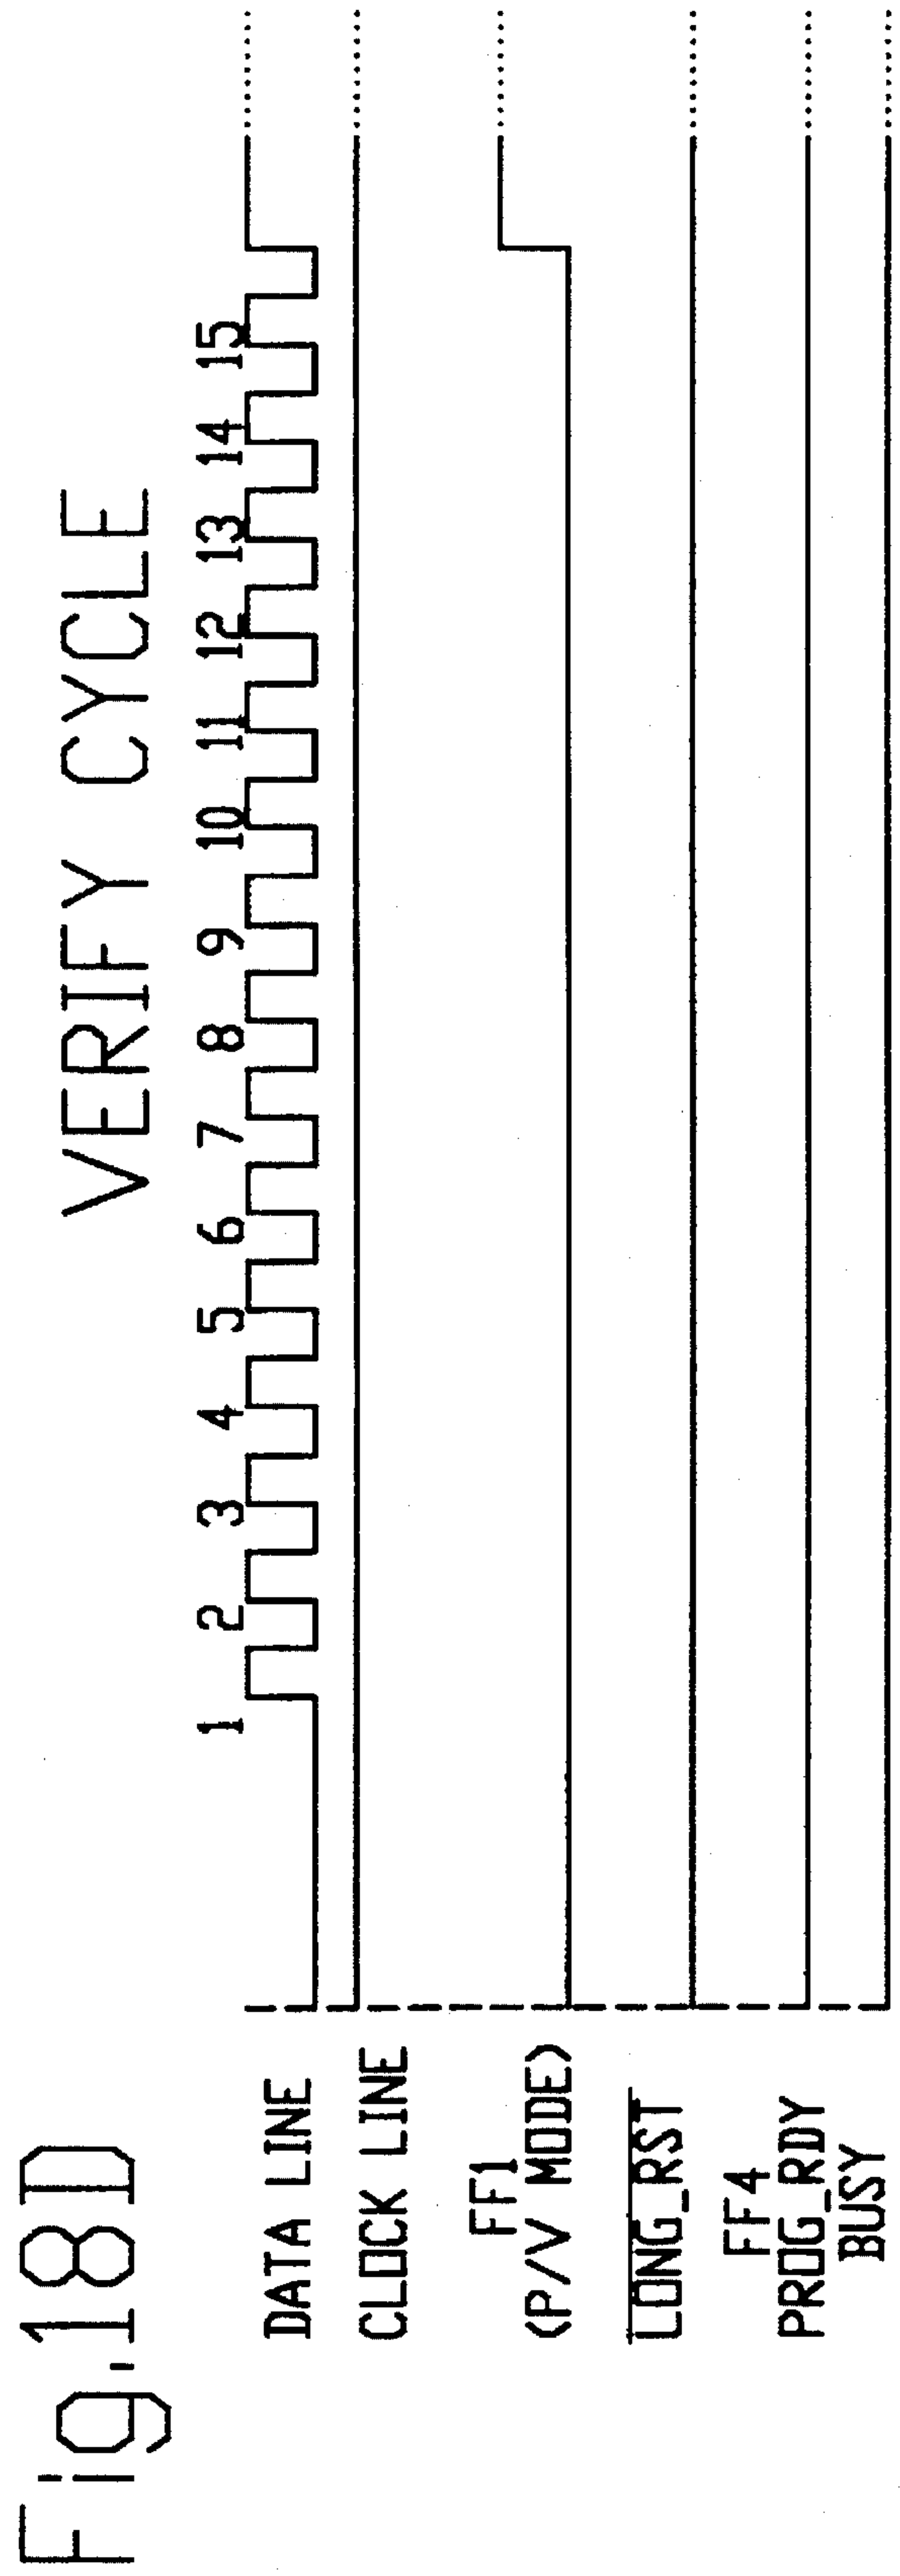 Fig.18D
VERIFY CYCLE
1 2 3 4 5 6 7 8 9 10 11 12 13 14 15
DATA LINE
CLOCK LINE
FF1
(P/V MODE)
LONG_RST
FF4
PROG_RDY
BUSY